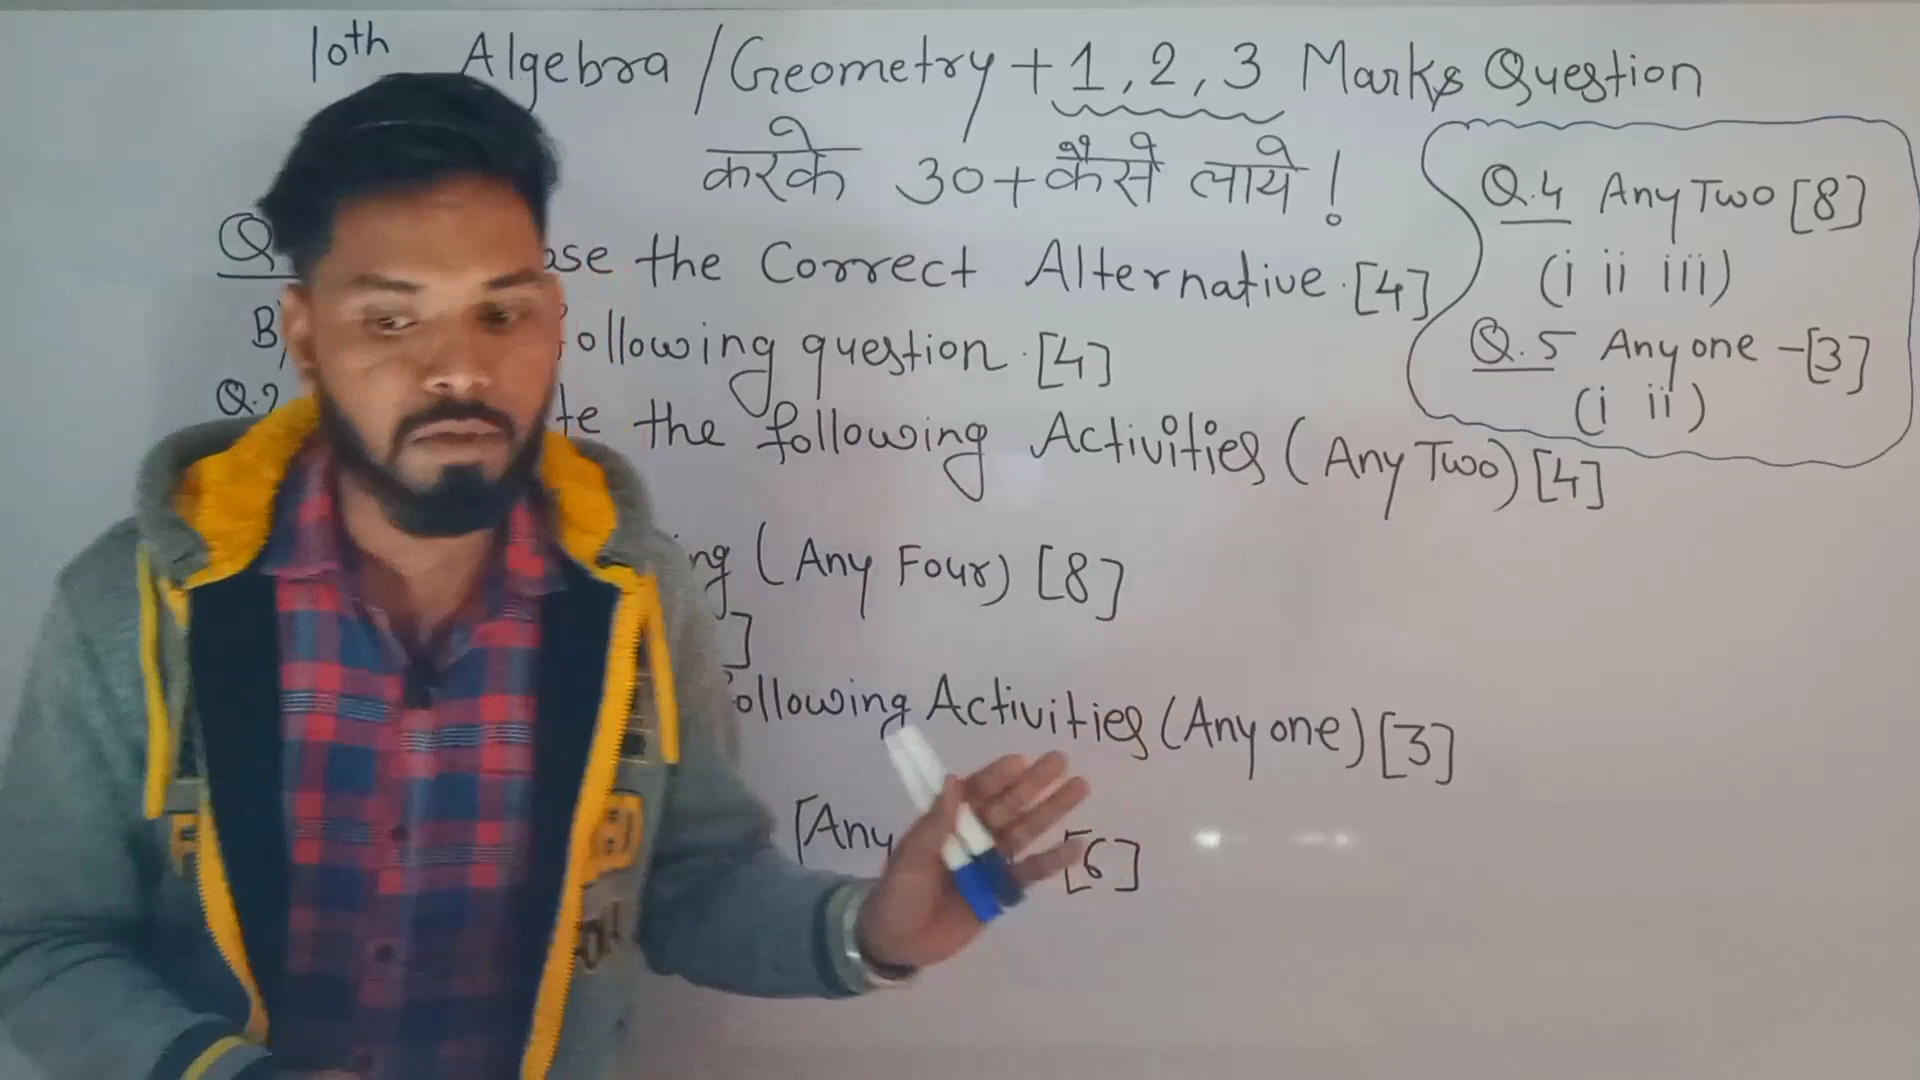 10th Algebra / Geometry + 1, 2, 3 Marks Question
करके 30+ कैसे लाये !
Q ose the Correct Alternative. [4]
B) ollowing question. [4]
Q.2 te the following Activities (Any Two) [4]
ng (Any Four) [8]
]
ollowing Activities (Any one) [3]
[Any [6]
Q.4 Any Two [8]
(i ii iii)
Q.5 Any one - [3]
(i ii)